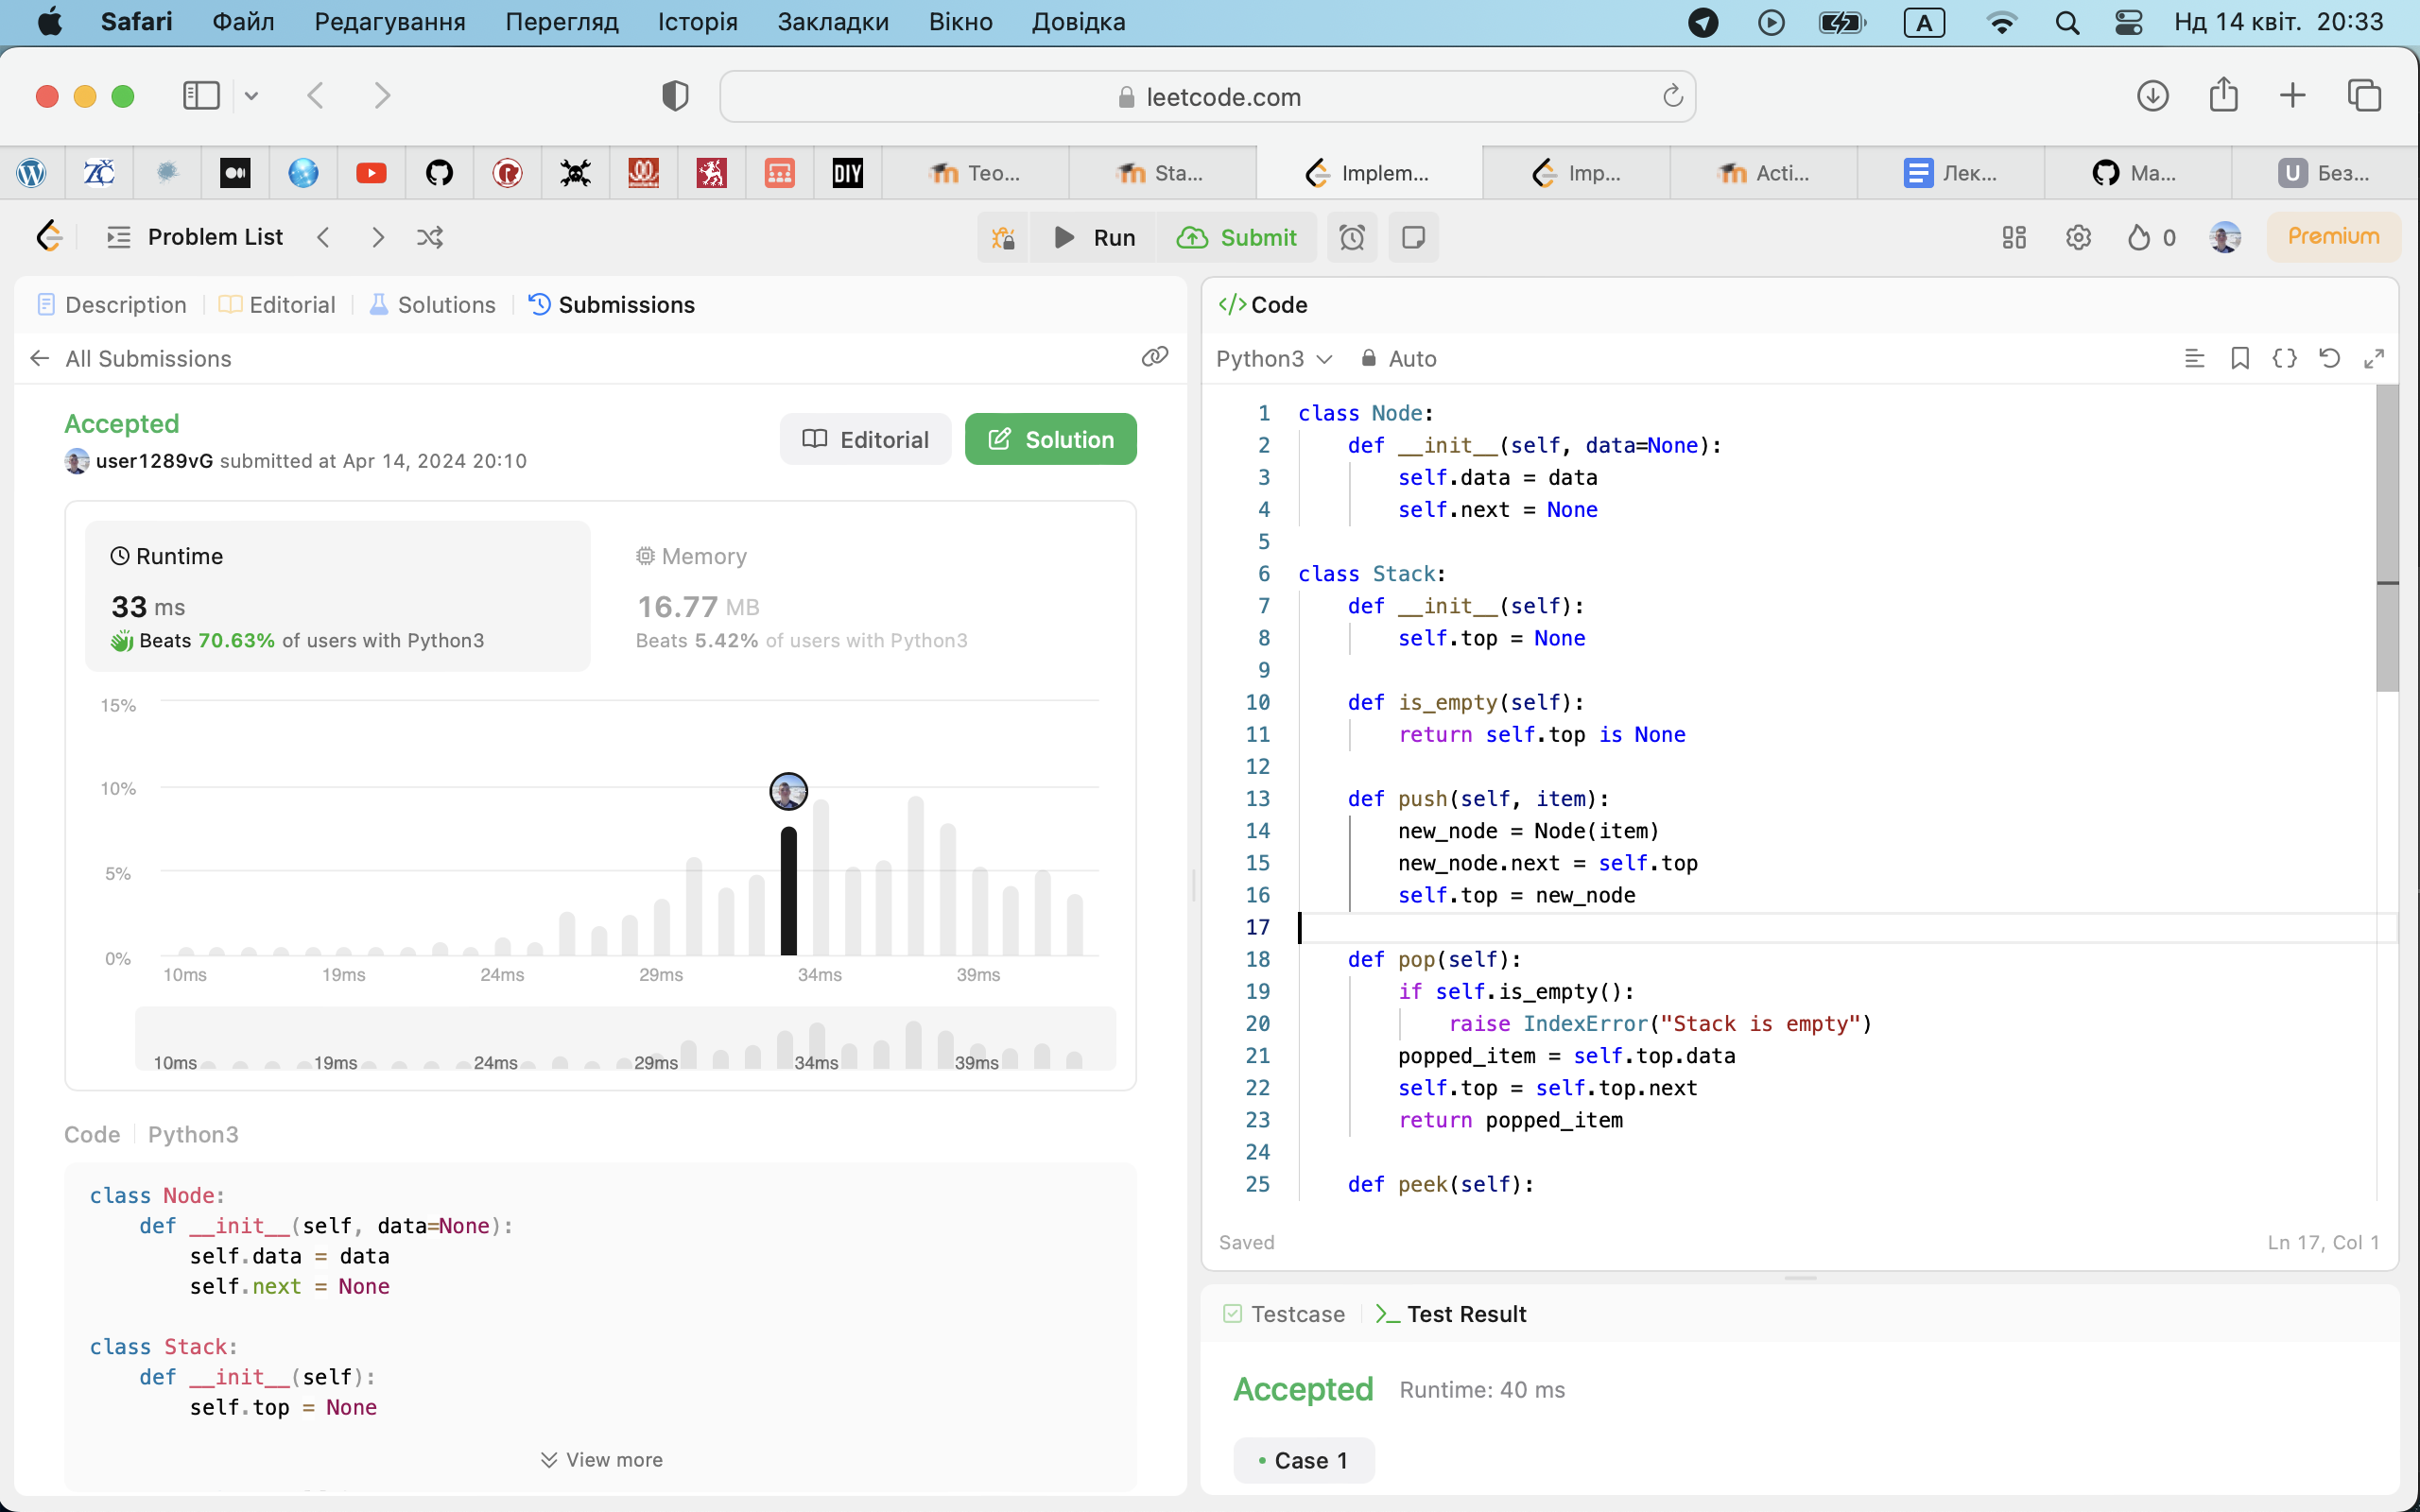 Safari Файл Редагування Перегляд Історія Закладки Вікно Довідка A Нд 14 квіт. 20:33
leetcode.com
DIY Teo... Sta... Implem... Imp... Acti... Лек... Ma... U Без...
Problem List Run Submit 0 Premium
Description Editorial Solutions Submissions
All Submissions
Accepted
user1289vG submitted at Apr 14, 2024 20:10
Editorial Solution
Runtime
33 ms
Beats 70.63% of users with Python3
Memory
16.77 MB
Beats 5.42% of users with Python3
15%
10%
5%
0%
10ms 19ms 24ms 29ms 34ms 39ms
10ms 19ms 24ms 29ms 34ms 39ms
Code Python3
class Node:
    def __init__(self, data=None):
        self.data = data
        self.next = None

class Stack:
    def __init__(self):
        self.top = None
View more
</> Code
Python3 Auto
1 class Node:
2     def __init__(self, data=None):
3         self.data = data
4         self.next = None
5
6 class Stack:
7     def __init__(self):
8         self.top = None
9
10     def is_empty(self):
11         return self.top is None
12
13     def push(self, item):
14         new_node = Node(item)
15         new_node.next = self.top
16         self.top = new_node
17
18     def pop(self):
19         if self.is_empty():
20             raise IndexError("Stack is empty")
21         popped_item = self.top.data
22         self.top = self.top.next
23         return popped_item
24
25     def peek(self):
Saved Ln 17, Col 1
Testcase >_ Test Result
Accepted Runtime: 40 ms
• Case 1